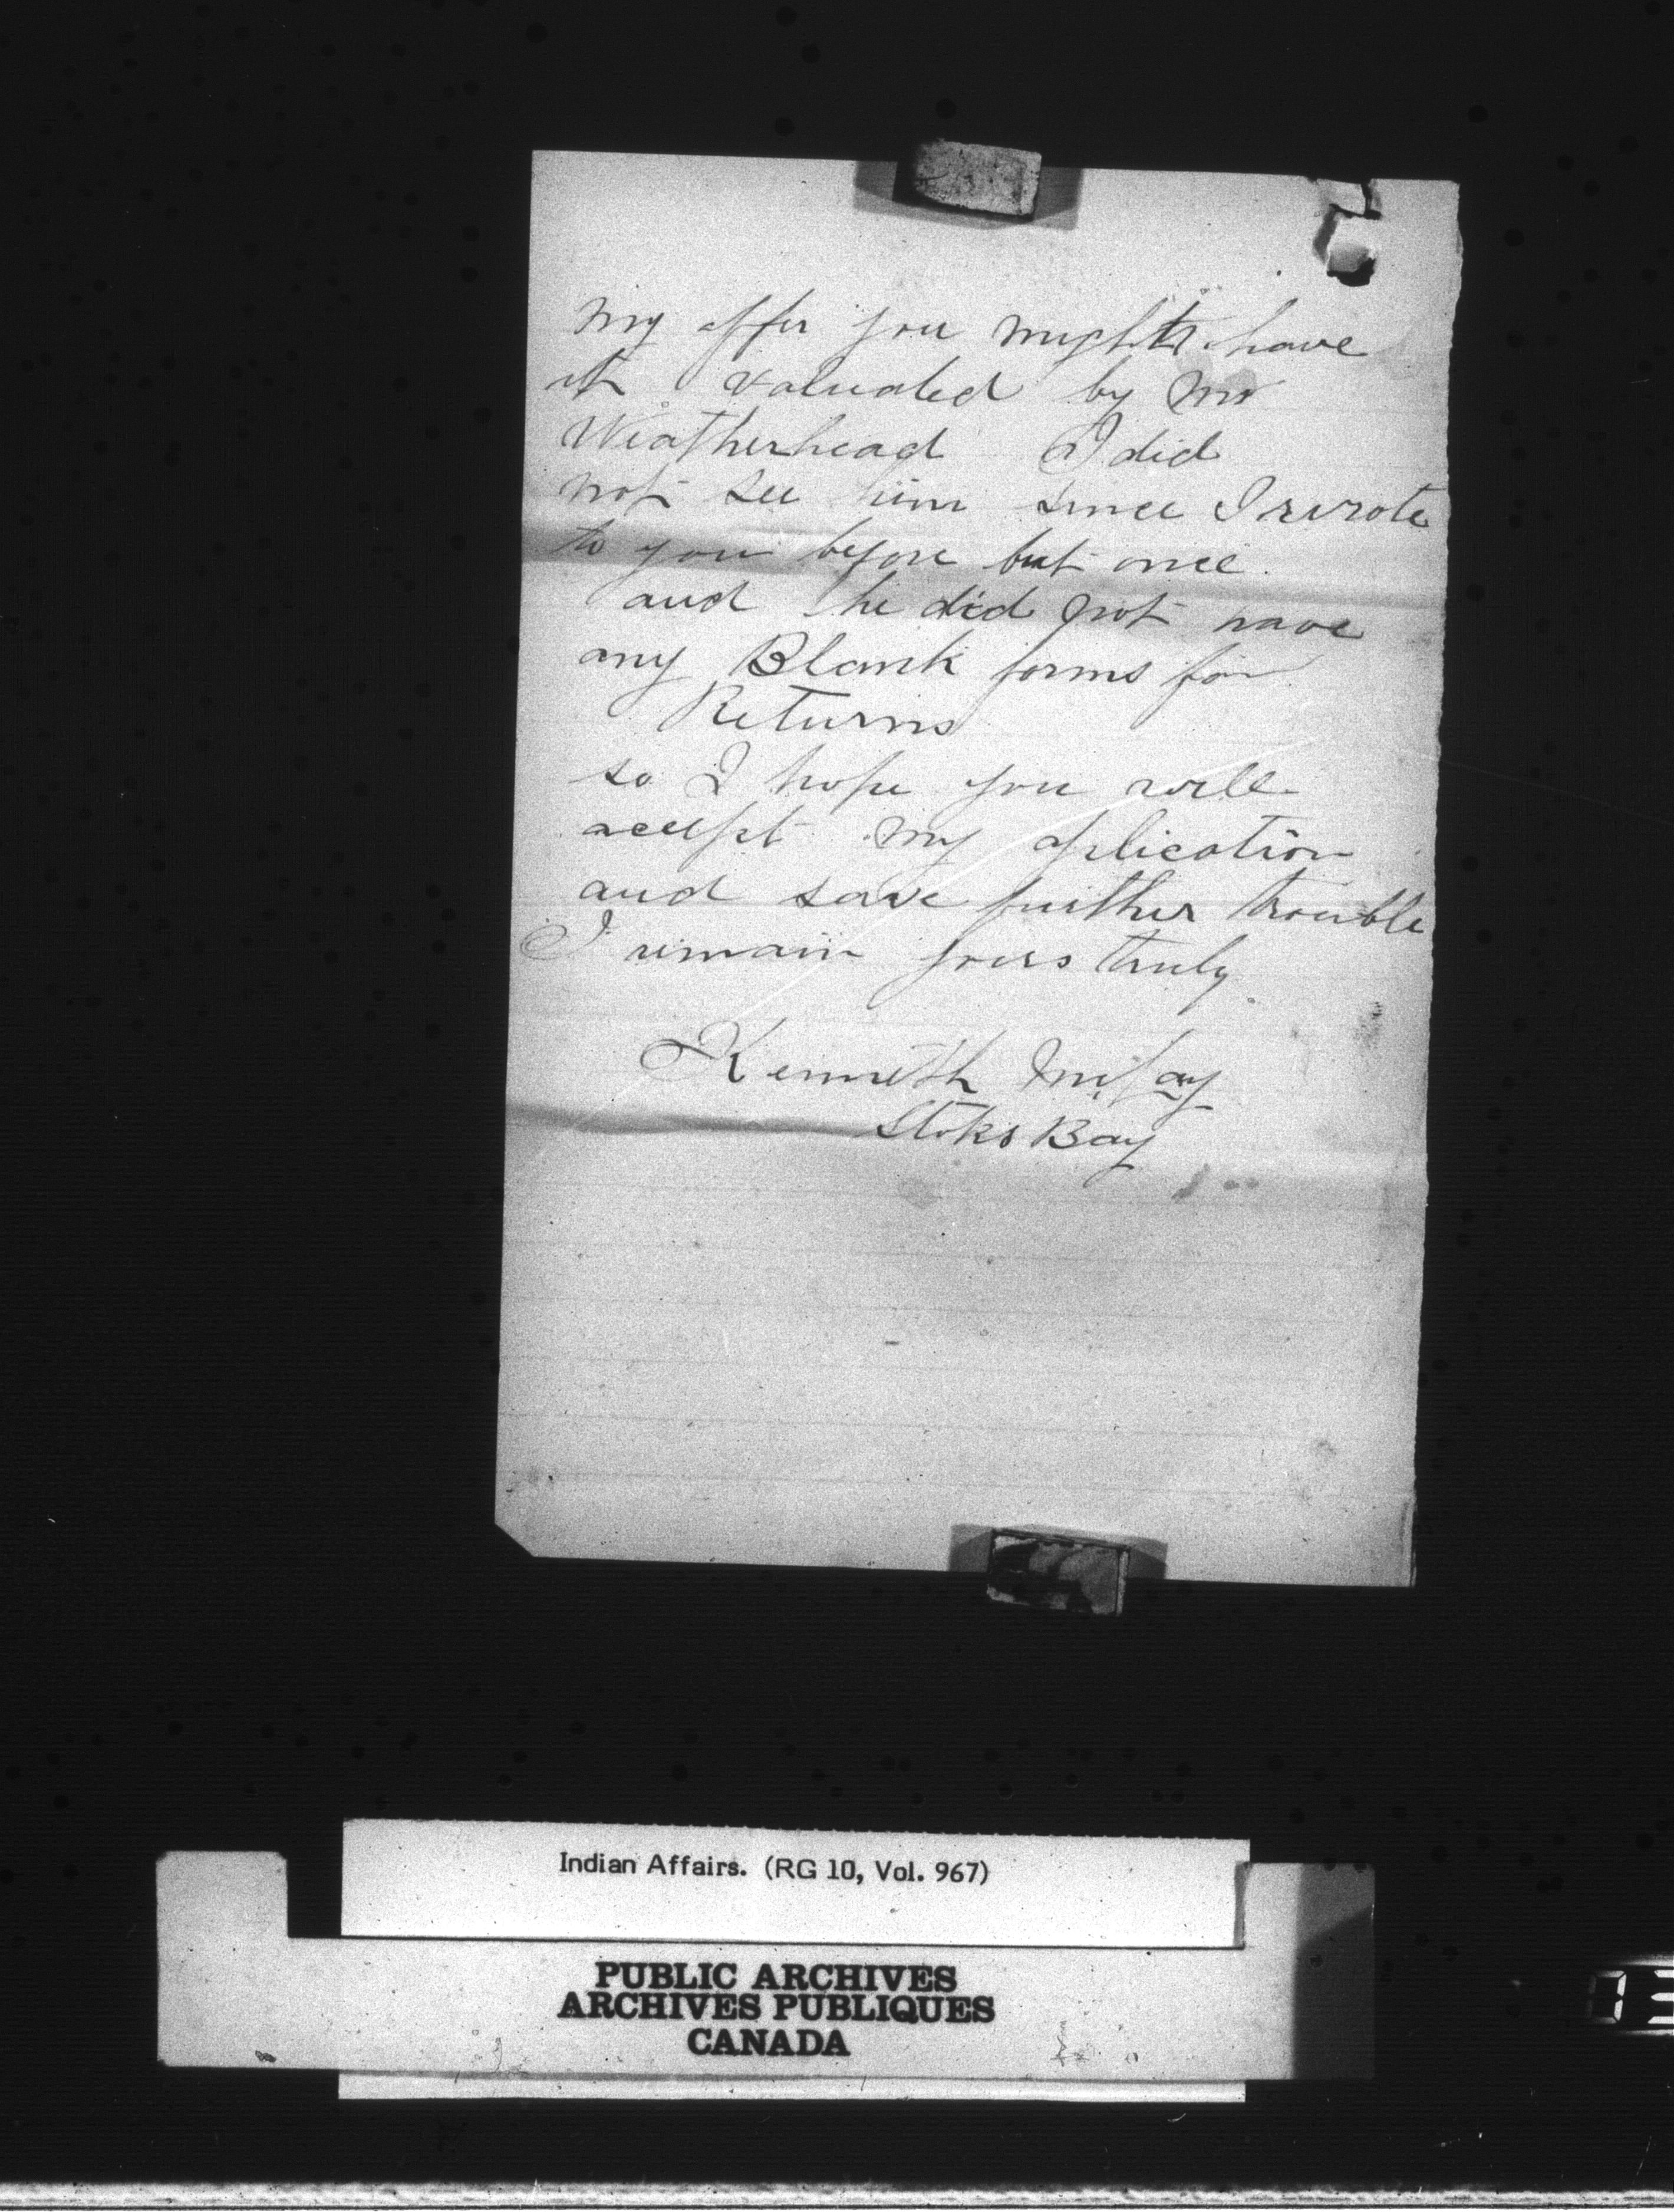 my offer you might have
it valuated by Mr
Weatherhead I did
not see him since I wrote
to you before but once
and he did not have
any Blank forms for
Returns
so I hope you will
accept my aplication
and save further trouble
I remain yours truly
Kenneth McCay
Stoks Bay
Indian Affairs. (RG 10, Vol. 967)
PUBLIC ARCHIVES
ARCHIVES PUBLIQUES
CANADA